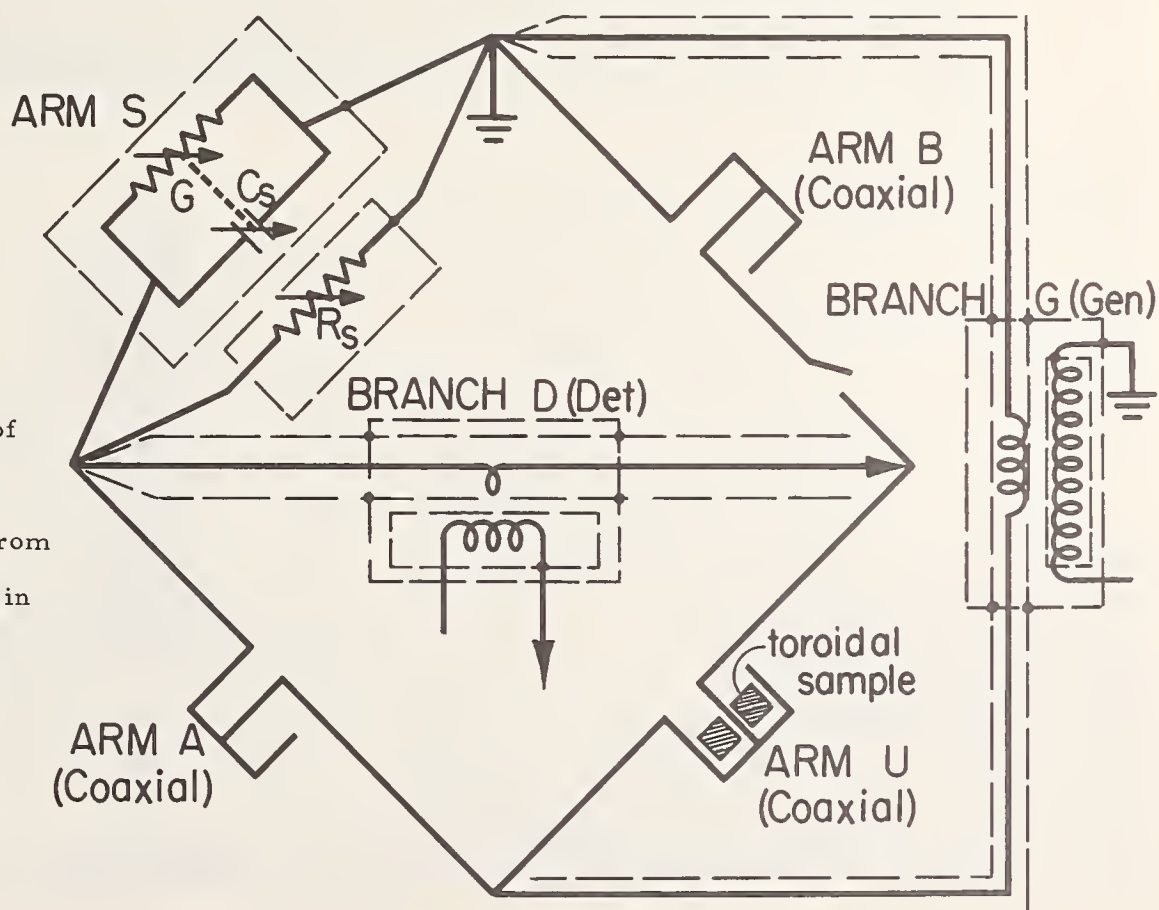 ARM S
G
Cs
Rs
ARM B
(Coaxial)
BRANCH G (Gen)
BRANCH D (Det)
of
rom
in
toroidal
sample
ARM A
(Coaxial)
ARM U
(Coaxial)